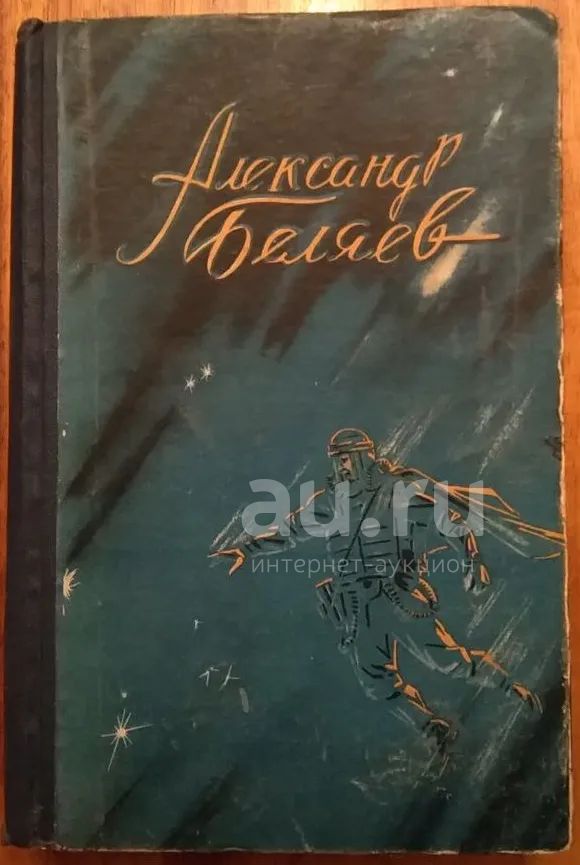 Александр
Беляев
au.ru
интернет-аукцион